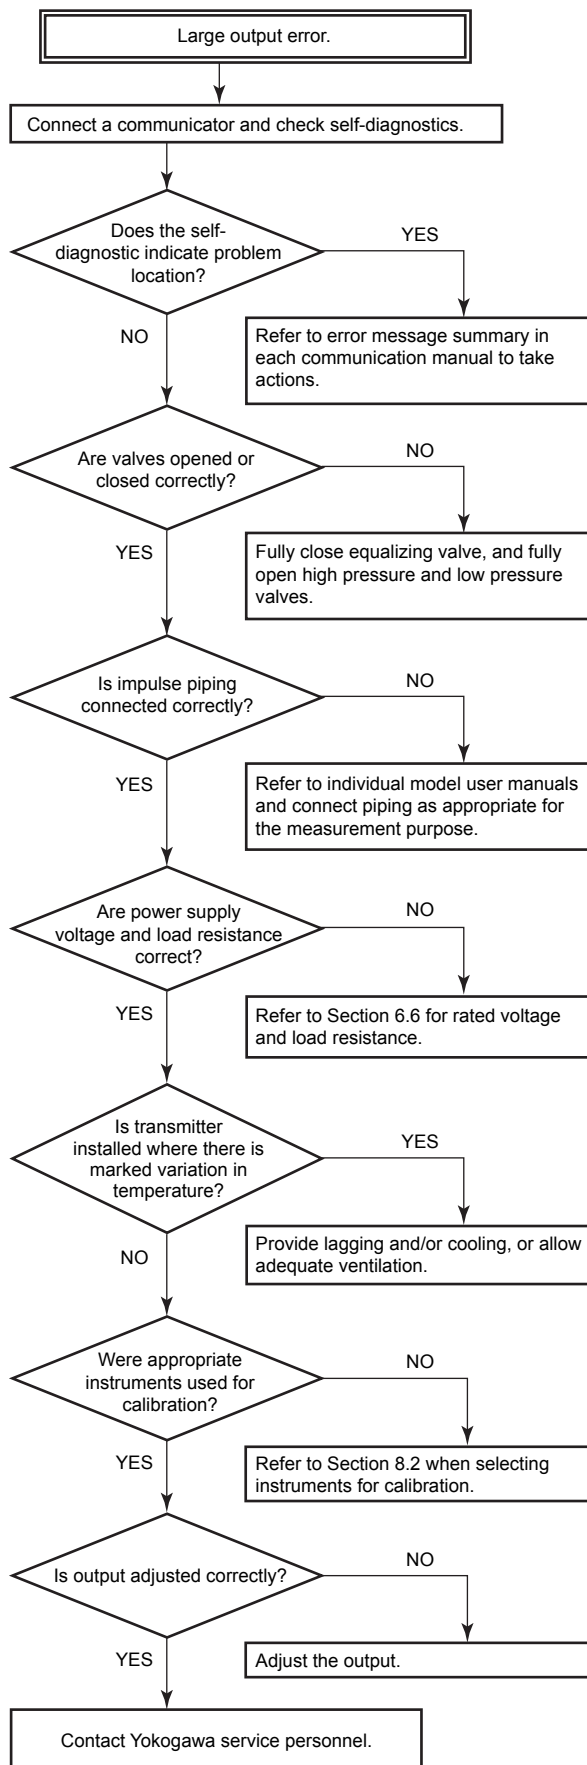 Large output error.
Connect a communicator and check self-diagnostics.
Does the self-
diagnostic indicate problem
location?
YES
NO
Refer to error message summary in
each communication manual to take
actions.
Are valves opened or
closed correctly?
NO
YES
Fully close equalizing valve, and fully
open high pressure and low pressure
valves.
Is impulse piping
connected correctly?
NO
YES
Refer to individual model user manuals
and connect piping as appropriate for
the measurement purpose.
Are power supply
voltage and load resistance
correct?
NO
YES
Refer to Section 6.6 for rated voltage
and load resistance.
Is transmitter
installed where there is
marked variation in
temperature?
YES
NO
Provide lagging and/or cooling, or allow
adequate ventilation.
Were appropriate
instruments used for
calibration?
NO
YES
Refer to Section 8.2 when selecting
instruments for calibration.
Is output adjusted correctly?
NO
YES
Adjust the output.
Contact Yokogawa service personnel.